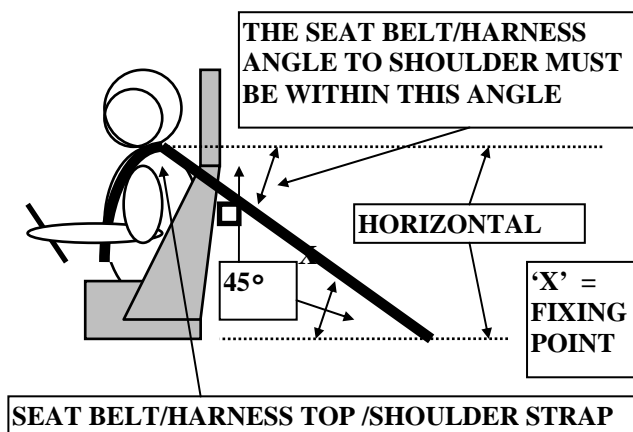 THE SEAT BELT/HARNESS
ANGLE TO SHOULDER MUST
BE WITHIN THIS ANGLE
HORIZONTAL
X
45°
‘X’ =
FIXING
POINT
SEAT BELT/HARNESS TOP /SHOULDER STRAP